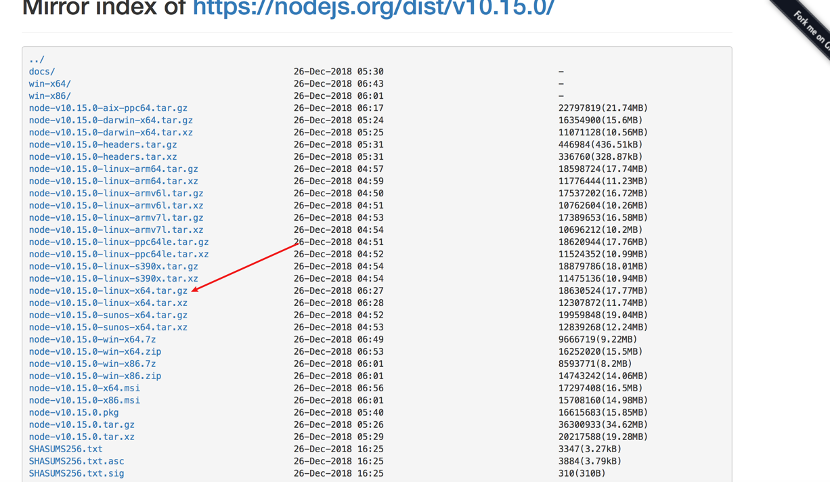 Mirror index of https://nodejs.org/dist/v10.15.0/
Fork me on
../
docs/ 26-Dec-2018 05:30 -
win-x64/ 26-Dec-2018 06:43 -
win-x86/ 26-Dec-2018 06:01 -
node-v10.15.0-aix-ppc64.tar.gz 26-Dec-2018 06:17 22797819(21.74MB)
node-v10.15.0-darwin-x64.tar.gz 26-Dec-2018 05:24 16354900(15.6MB)
node-v10.15.0-darwin-x64.tar.xz 26-Dec-2018 05:25 11071128(10.56MB)
node-v10.15.0-headers.tar.gz 26-Dec-2018 05:31 446984(436.51kB)
node-v10.15.0-headers.tar.xz 26-Dec-2018 05:31 336760(328.87kB)
node-v10.15.0-linux-arm64.tar.gz 26-Dec-2018 04:57 18598724(17.74MB)
node-v10.15.0-linux-arm64.tar.xz 26-Dec-2018 04:59 11776444(11.23MB)
node-v10.15.0-linux-armv6l.tar.gz 26-Dec-2018 04:50 17537202(16.72MB)
node-v10.15.0-linux-armv6l.tar.xz 26-Dec-2018 04:51 10762604(10.26MB)
node-v10.15.0-linux-armv7l.tar.gz 26-Dec-2018 04:53 17389653(16.58MB)
node-v10.15.0-linux-armv7l.tar.xz 26-Dec-2018 04:54 10696212(10.2MB)
node-v10.15.0-linux-ppc64le.tar.gz 26-Dec-2018 04:51 18620944(17.76MB)
node-v10.15.0-linux-ppc64le.tar.xz 26-Dec-2018 04:52 11524352(10.99MB)
node-v10.15.0-linux-s390x.tar.gz 26-Dec-2018 04:54 18879786(18.01MB)
node-v10.15.0-linux-s390x.tar.xz 26-Dec-2018 04:54 11475136(10.94MB)
node-v10.15.0-linux-x64.tar.gz 26-Dec-2018 06:27 18630524(17.77MB)
node-v10.15.0-linux-x64.tar.xz 26-Dec-2018 06:28 12307872(11.74MB)
node-v10.15.0-sunos-x64.tar.gz 26-Dec-2018 04:52 19959848(19.04MB)
node-v10.15.0-sunos-x64.tar.xz 26-Dec-2018 04:53 12839268(12.24MB)
node-v10.15.0-win-x64.7z 26-Dec-2018 06:49 9666719(9.22MB)
node-v10.15.0-win-x64.zip 26-Dec-2018 06:53 16252020(15.5MB)
node-v10.15.0-win-x86.7z 26-Dec-2018 06:01 8593771(8.2MB)
node-v10.15.0-win-x86.zip 26-Dec-2018 06:01 14743242(14.06MB)
node-v10.15.0-x64.msi 26-Dec-2018 06:56 17297408(16.5MB)
node-v10.15.0-x86.msi 26-Dec-2018 06:01 15708160(14.98MB)
node-v10.15.0.pkg 26-Dec-2018 05:40 16615683(15.85MB)
node-v10.15.0.tar.gz 26-Dec-2018 05:26 36300933(34.62MB)
node-v10.15.0.tar.xz 26-Dec-2018 05:29 20217588(19.28MB)
SHASUMS256.txt 26-Dec-2018 16:25 3347(3.27kB)
SHASUMS256.txt.asc 26-Dec-2018 16:25 3884(3.79kB)
SHASUMS256.txt.sig 26-Dec-2018 16:25 310(310B)